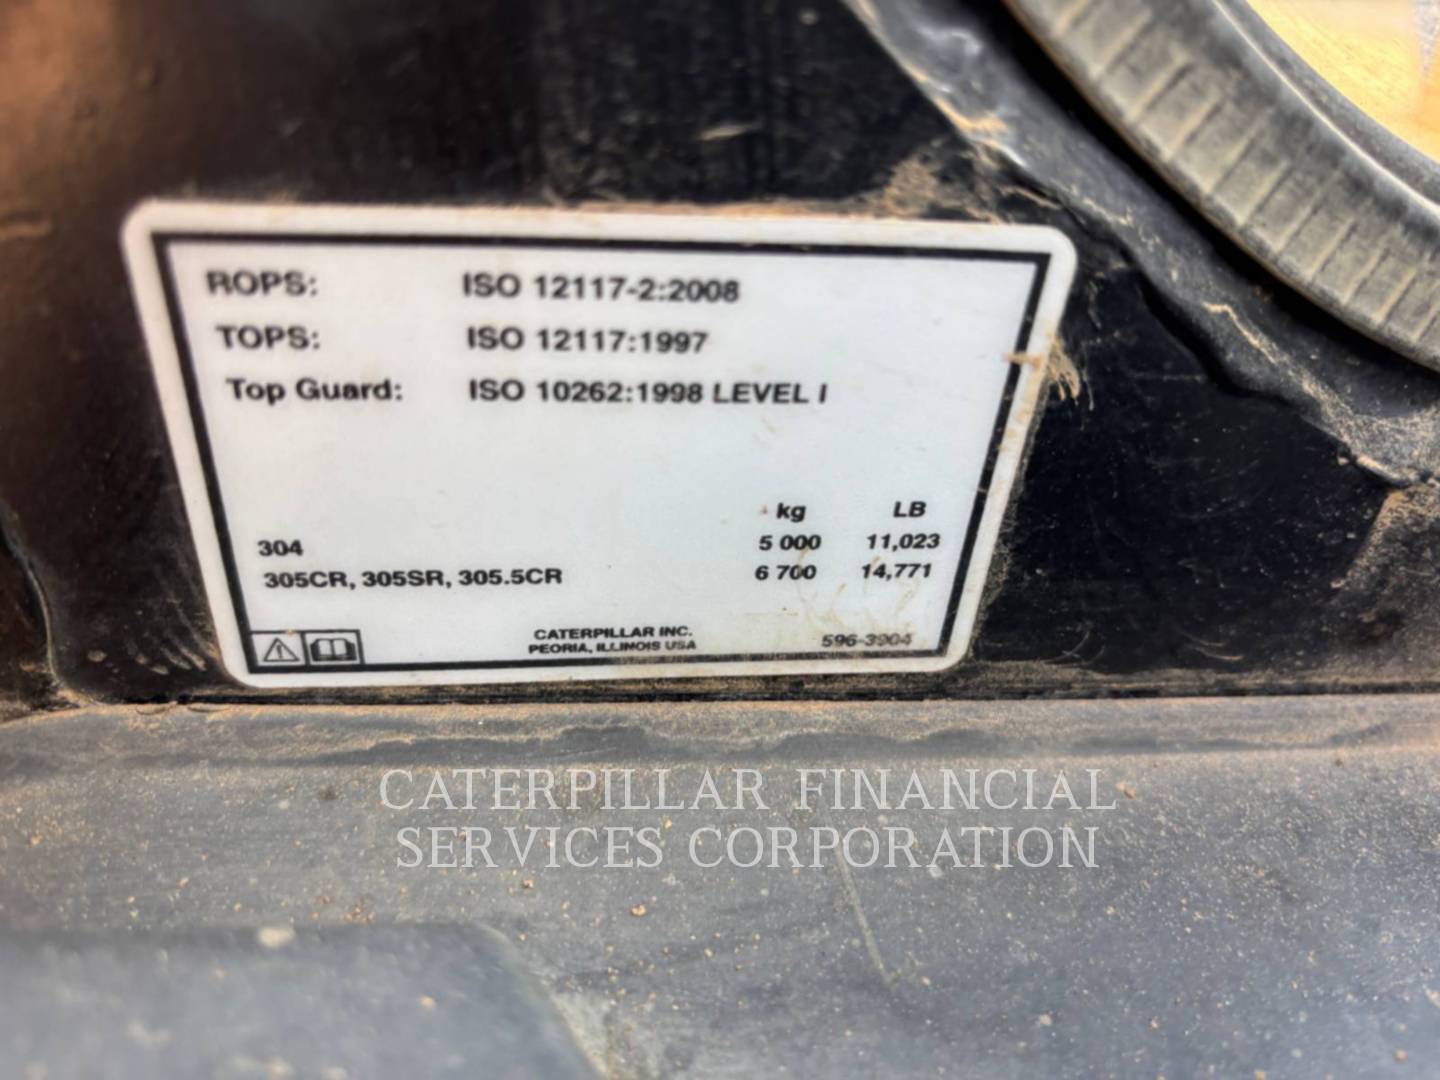 ROPS: ISO 12117-2:2008
TOPS: ISO 12117:1997
Top Guard: ISO 10262:1998 LEVEL I
kg LB
304 5 000 11,023
305CR, 305SR, 305.5CR 6 700 14,771
CATERPILLAR INC.
PEORIA, ILLINOIS USA
596-3904
CATERPILLAR FINANCIAL
SERVICES CORPORATION